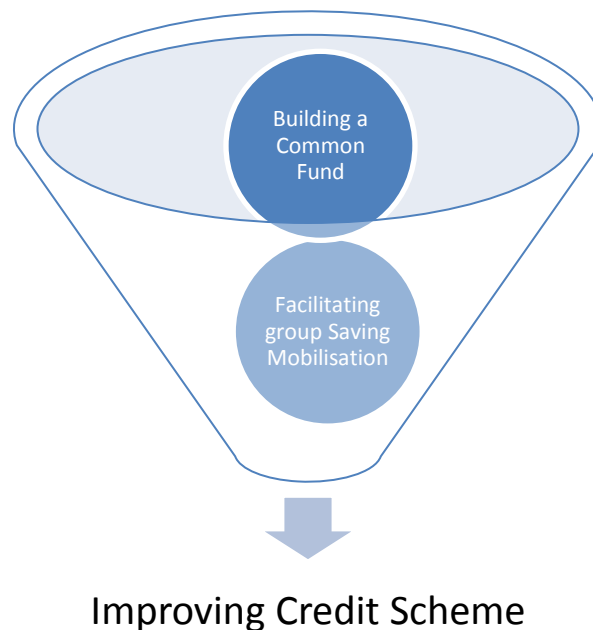 Building a
Common
Fund
Facilitating
group Saving
Mobilisation
Improving Credit Scheme